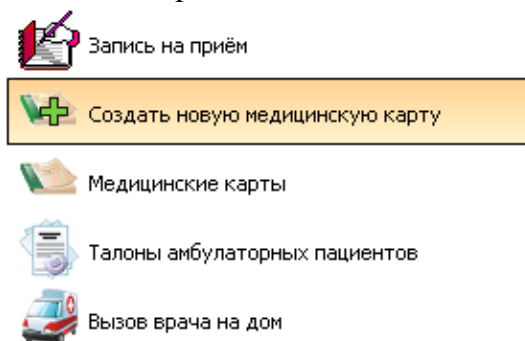 Запись на приём
Создать новую медицинскую карту
Медицинские карты
Талоны амбулаторных пациентов
Вызов врача на дом